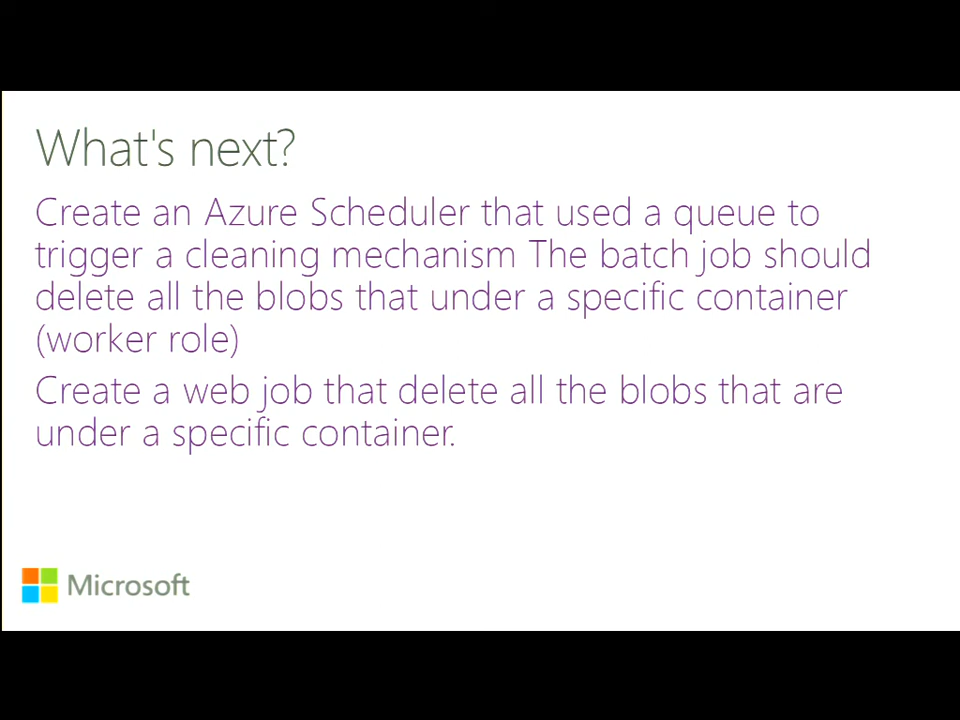 What's next?
Create an Azure Scheduler that used a queue to
trigger a cleaning mechanism The batch job should
delete all the blobs that under a specific container
(worker role)
Create a web job that delete all the blobs that are
under a specific container.
Microsoft